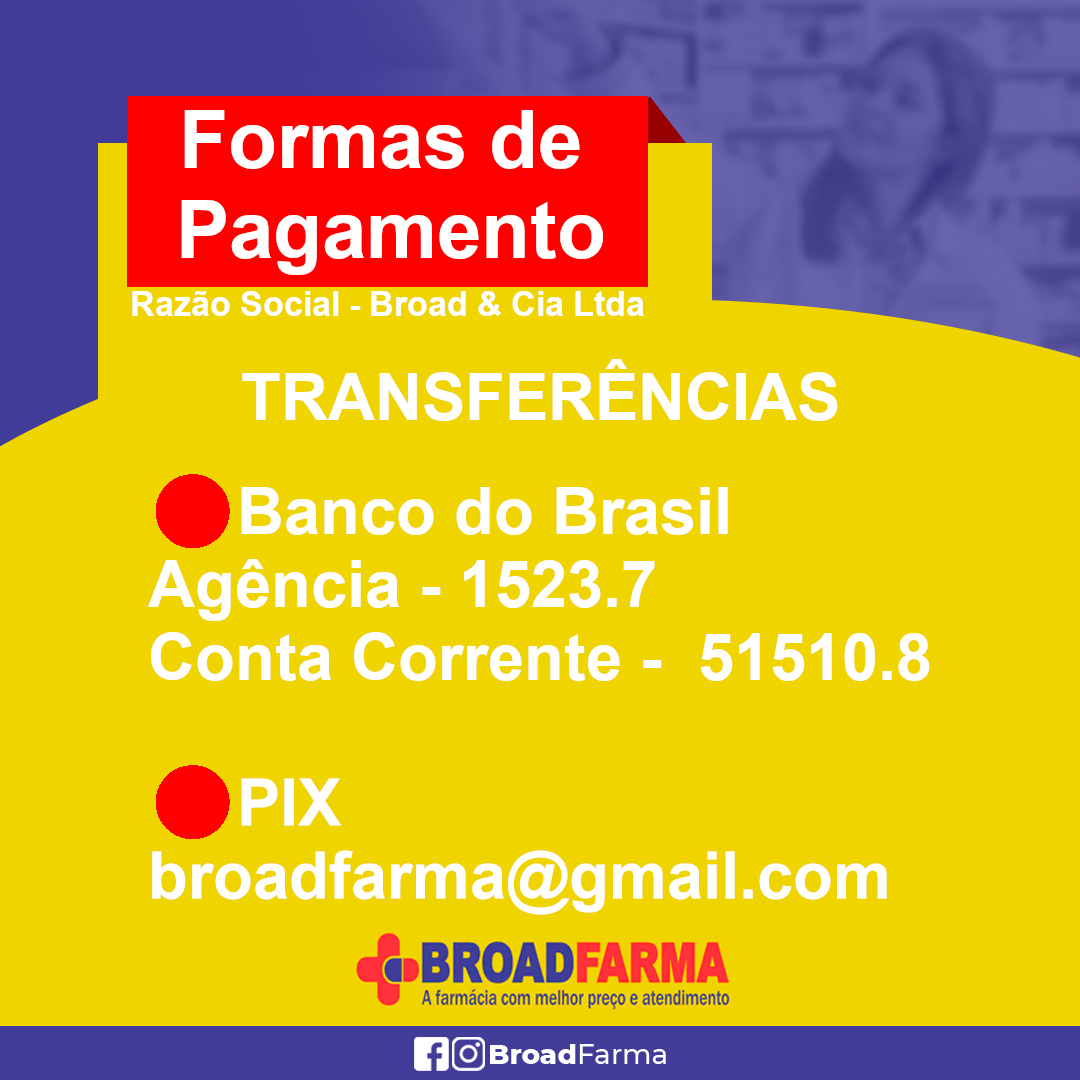 Formas de
Pagamento
Razão Social - Broad & Cia Ltda
TRANSFERÊNCIAS
Banco do Brasil
Agência - 1523.7
Conta Corrente - 51510.8
PIX
broadfarma@gmail.com
BROADFARMA
A farmácia com melhor preço e atendimento
BroadFarma